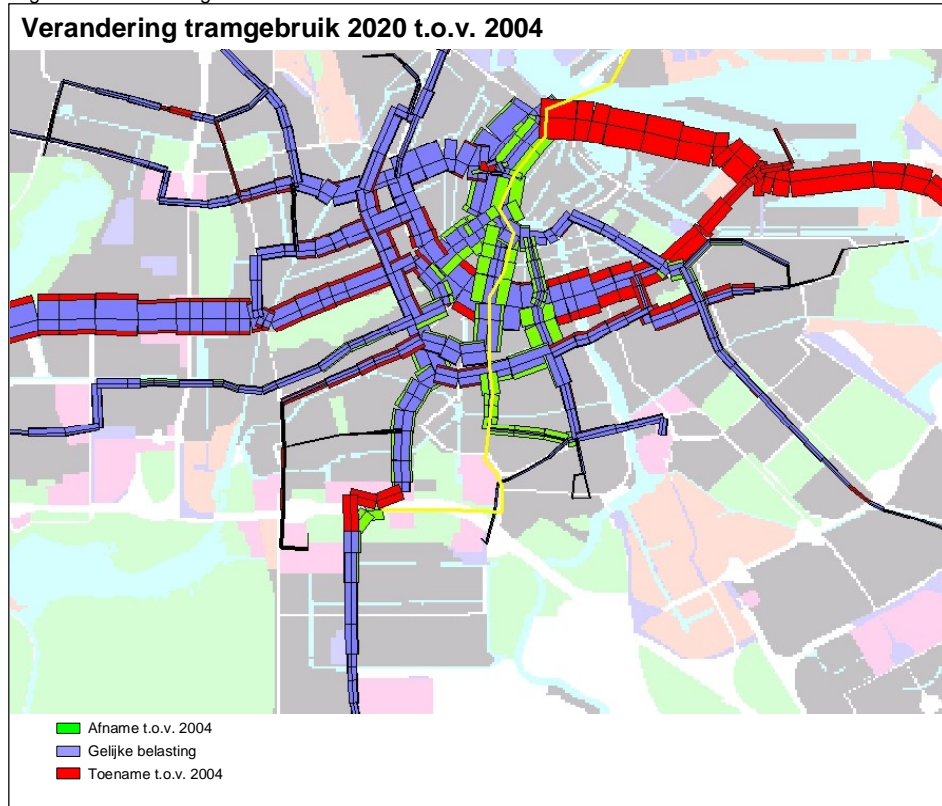 Verandering tramgebruik 2020 t.o.v. 2004
Afname t.o.v. 2004
Gelijke belasting
Toename t.o.v. 2004